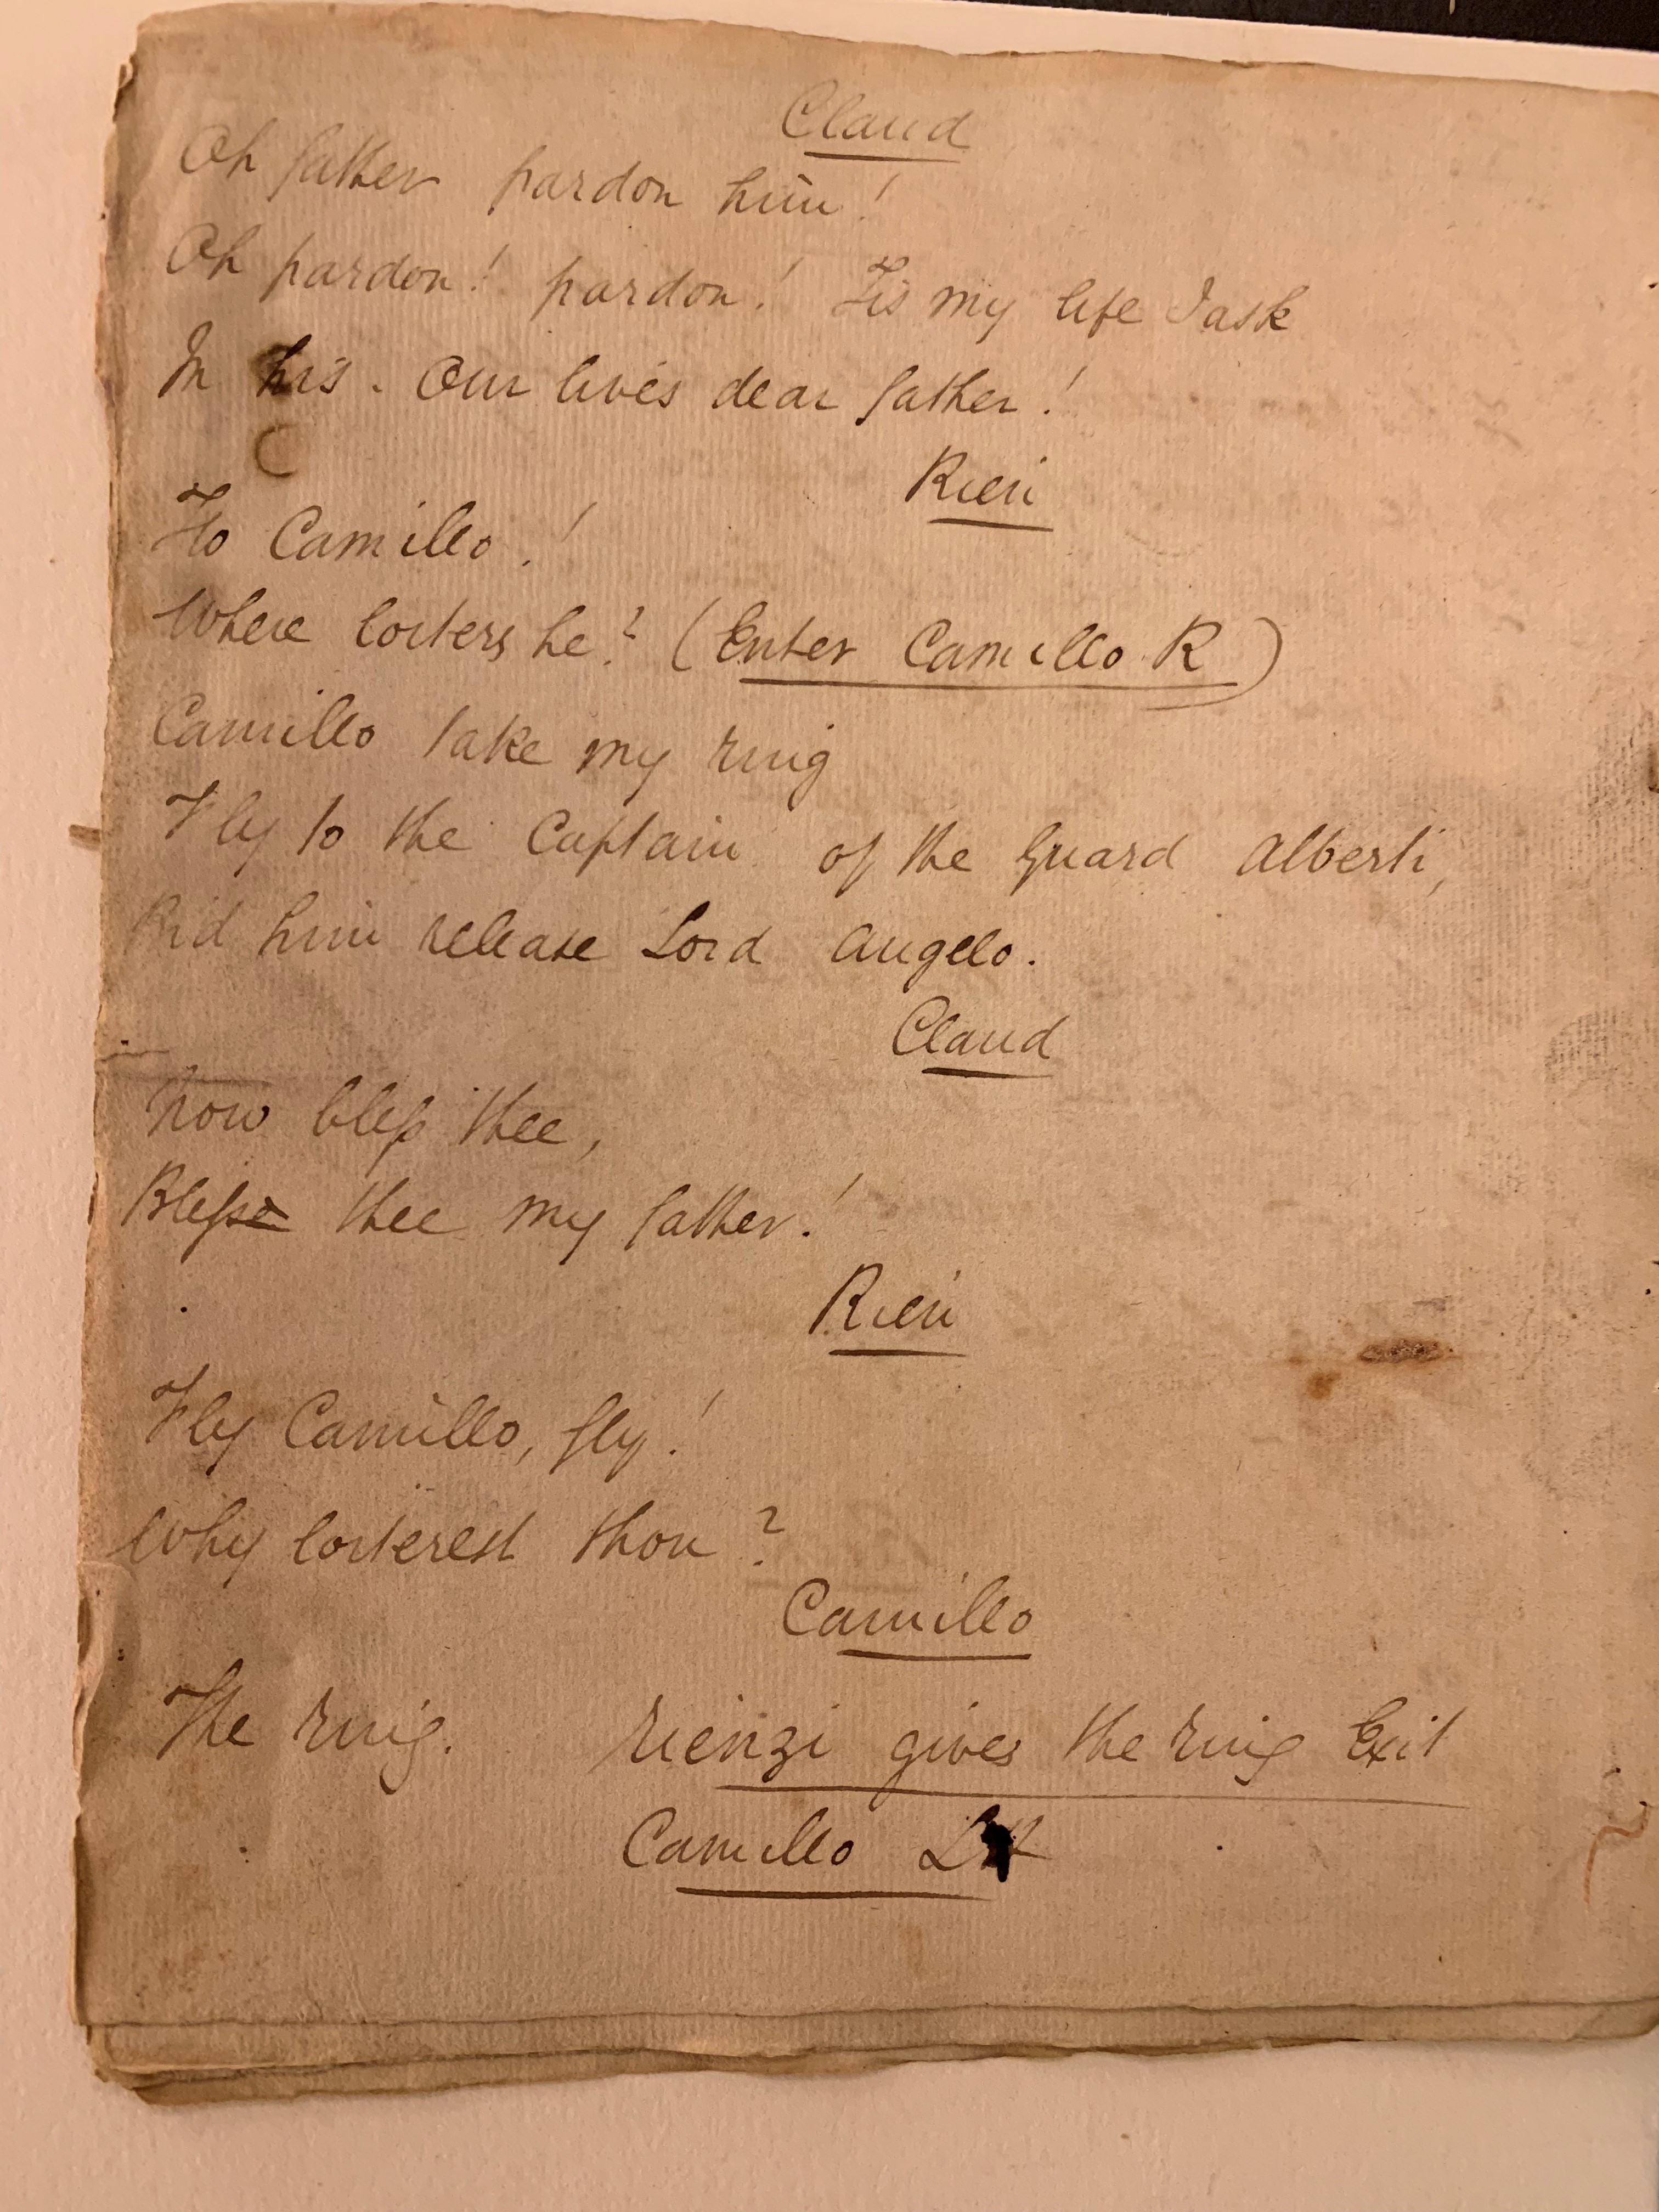 Claud
Oh father pardon him!
Oh pardon! pardon! Tis my life I ask
In his. Our lives dear father!
Rien
Ho Camillo!
Where loiters he? (Enter Camillo R)
Camillo take my ring
Fly to the Captain of the Guard Alberti,
Bid him release Lord Angelo.
Claud
Now bless thee,
Blesse thee my father!
Rien
Fly Camillo, fly!
Why loiterest thou?
Camillo
The ring. Rienzi gives the ring Exit
Camillo